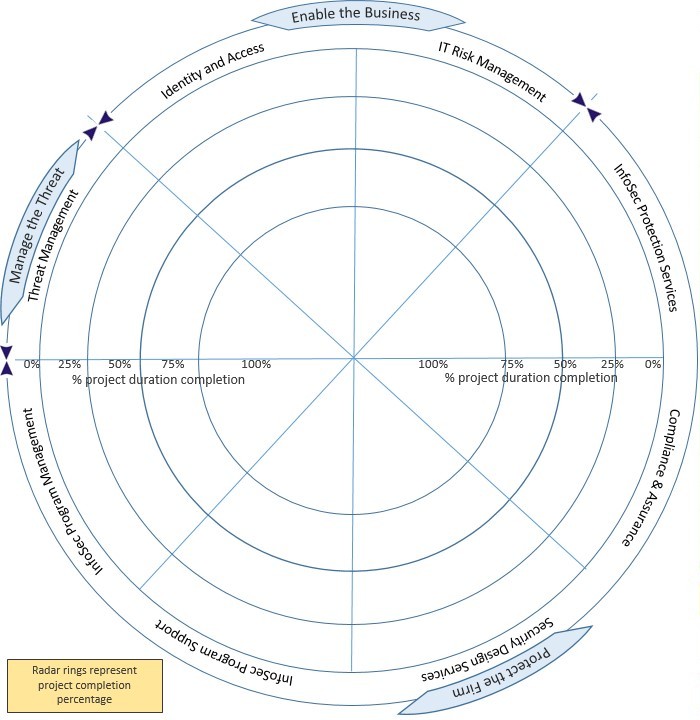 Enable the Business
Identity and Access
IT Risk Management
Manage the Threat
Threat Management
InfoSec Protection Services
0% 25% 50% 75% 100% 100% 75% 50% 25% 0%
% project duration completion % project duration completion
InfoSec Program Management
Compliance & Assurance
InfoSec Program Support
Security Design Services
Protect the Firm
Radar rings represent
project completion
percentage